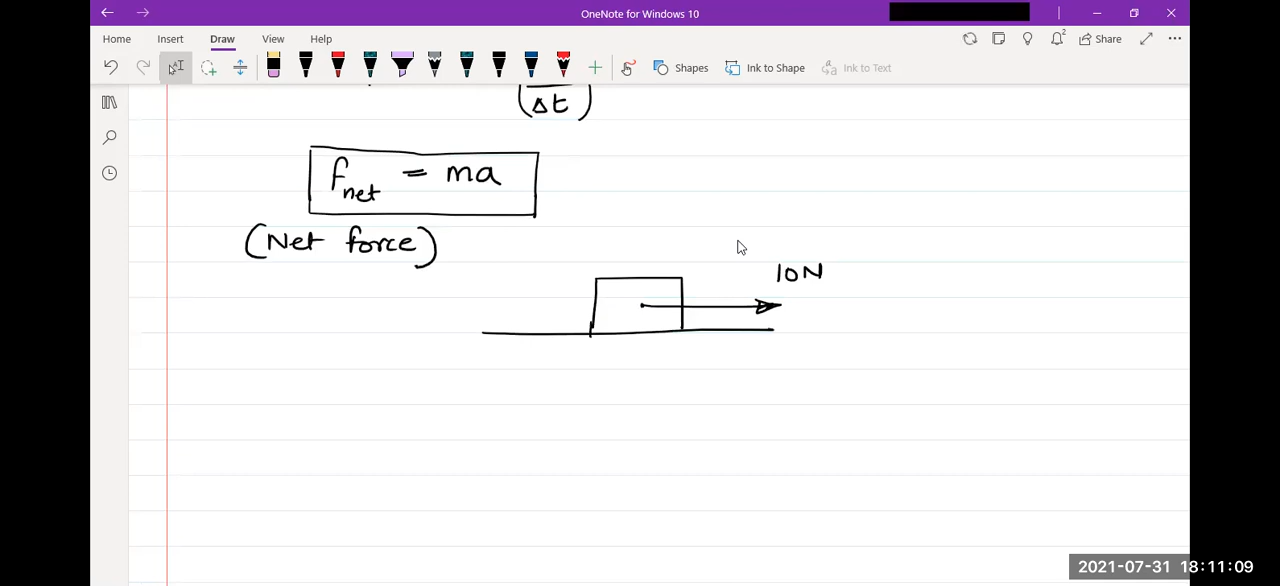 OneNote for Windows 10
Home Insert Draw View Help
Share
Shapes Ink to Shape Ink to Text
(Δt)
fnet = ma
(Net force)
10N
2021-07-31 18:11:09